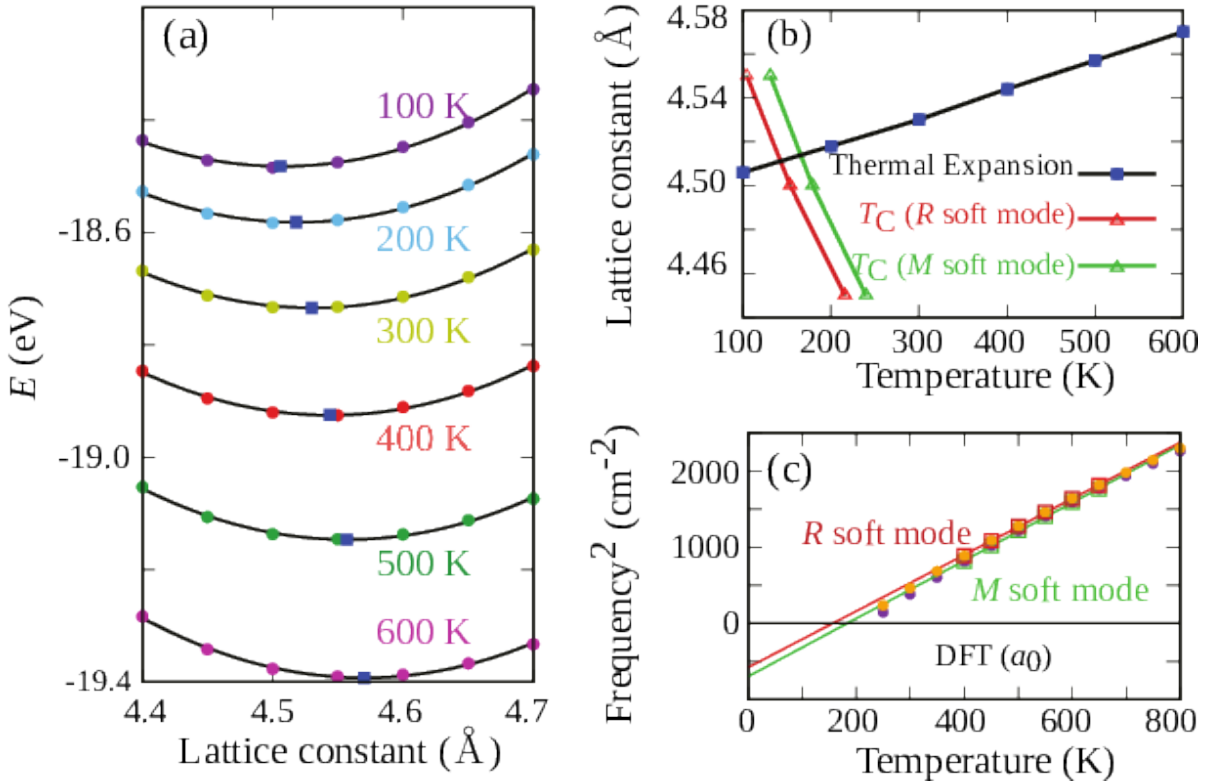 (a)
100 K
200 K
300 K
400 K
500 K
600 K
-18.6
-19.0
-19.4
E (eV)
4.4 4.5 4.6 4.7
Lattice constant (Å)
(b)
4.58
4.54
4.50
4.46
Lattice constant (Å)
Thermal Expansion
TC (R soft mode)
TC (M soft mode)
100 200 300 400 500 600
Temperature (K)
(c)
2000
1000
0
Frequency² (cm⁻²)
R soft mode
M soft mode
DFT (a0)
0 200 400 600 800
Temperature (K)